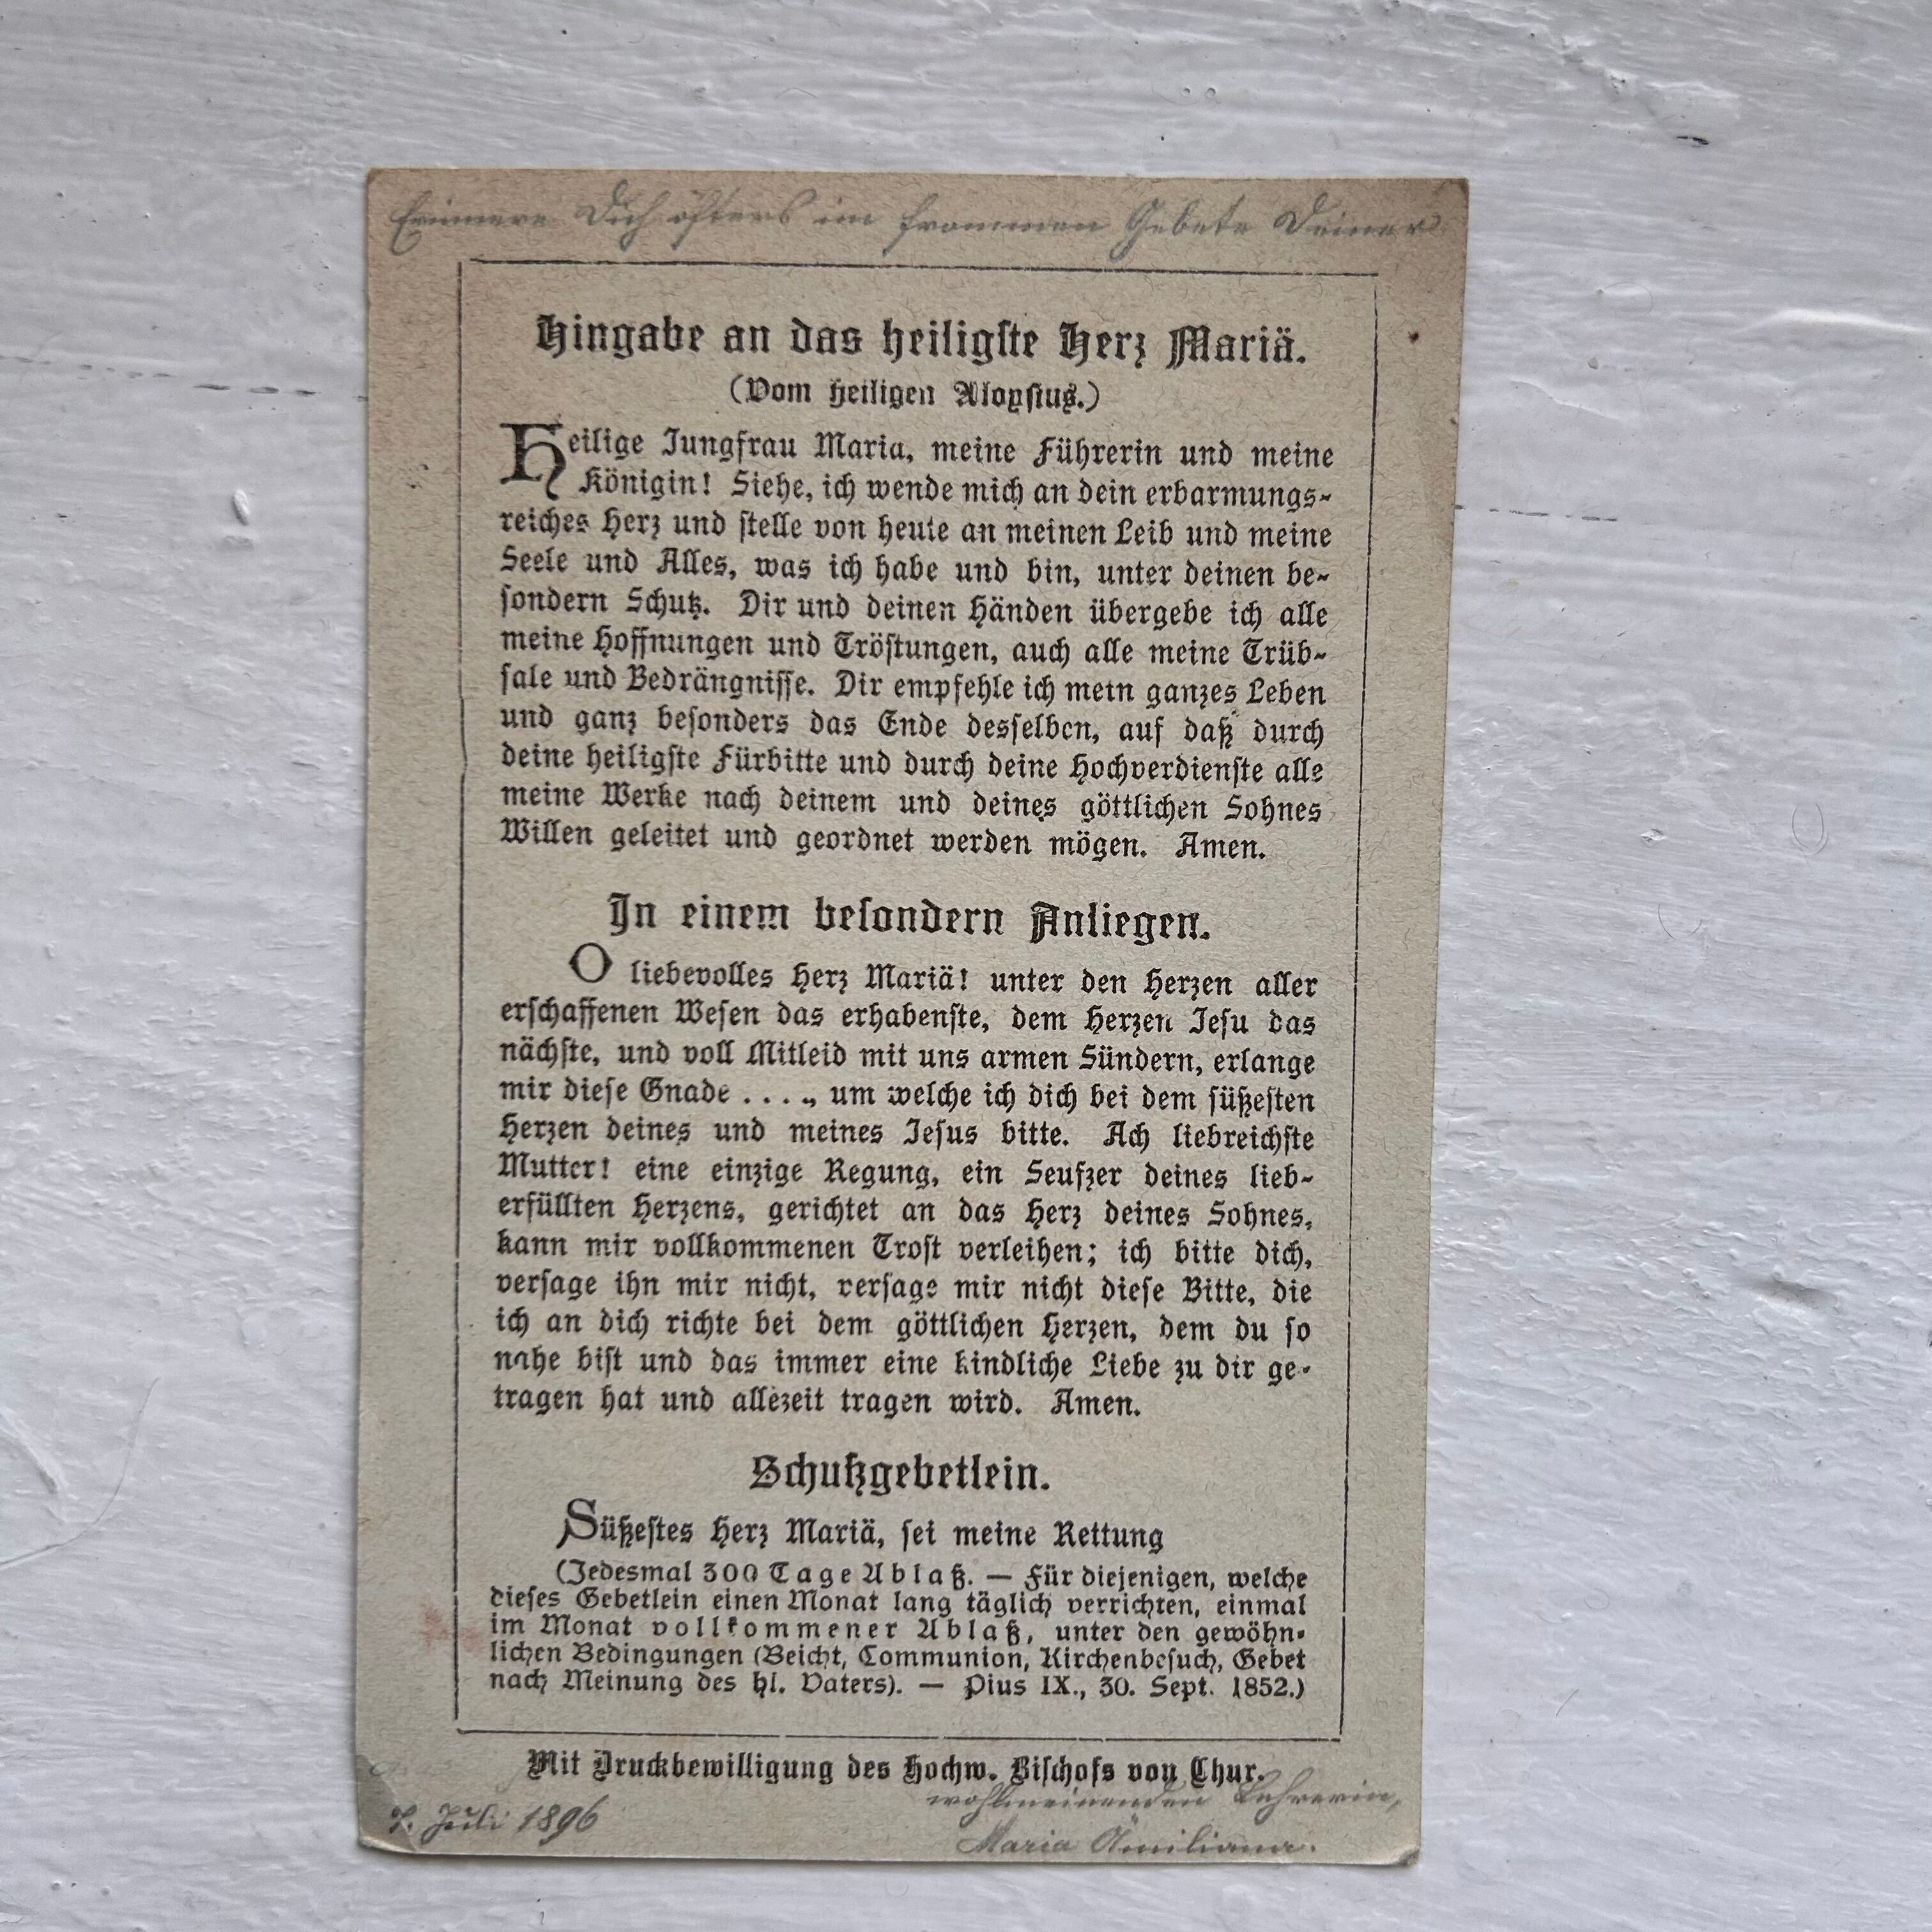 Erinnere Dich öfters im frommen Gebete Deiner
Hingabe an das heiligste Herz Mariä.
(Vom heiligen Aloysius.)
Heilige Jungfrau Maria, meine Führerin und meine
Königin! Siehe, ich wende mich an dein erbarmungs-
reiches Herz und stelle von heute an meinen Leib und meine
Seele und Alles, was ich habe und bin, unter deinen be-
sondern Schutz. Dir und deinen Händen übergebe ich alle
meine Hoffnungen und Tröstungen, auch alle meine Trüb-
sale und Bedrängnisse. Dir empfehle ich mein ganzes Leben
und ganz besonders das Ende desselben, auf daß durch
deine heiligste Fürbitte und durch deine Hochverdienste alle
meine Werke nach deinem und deines göttlichen Sohnes
Willen geleitet und geordnet werden mögen. Amen.
In einem besondern Anliegen.
O liebevolles Herz Mariä! unter den Herzen aller
erschaffenen Wesen das erhabenste, dem Herzen Jesu das
nächste, und voll Mitleid mit uns armen Sündern, erlange
mir diese Gnade . . . ., um welche ich dich bei dem süßesten
Herzen deines und meines Jesus bitte. Ach liebreichste
Mutter! eine einzige Regung, ein Seufzer deines lieb-
erfüllten Herzens, gerichtet an das Herz deines Sohnes,
kann mir vollkommenen Trost verleihen; ich bitte dich,
versage ihn mir nicht, versage mir nicht diese Bitte, die
ich an dich richte bei dem göttlichen Herzen, dem du so
nahe bist und das immer eine kindliche Liebe zu dir ge-
tragen hat und allezeit tragen wird. Amen.
Schutzgebetlein.
Süßestes Herz Mariä, sei meine Rettung
(Jedesmal 300 Tage Ablaß. — Für diejenigen, welche
dieses Gebetlein einen Monat lang täglich verrichten, einmal
im Monat vollkommener Ablaß, unter den gewöhn-
lichen Bedingungen (Beicht, Communion, Kirchenbesuch, Gebet
nach Meinung des hl. Vaters). — Pius IX., 30. Sept. 1852.)
Mit Druckbewilligung des Hochw. Bischofs von Chur.
wohlmeinenden Lehrerin,
Juli 1896
Maria Ämiliana.